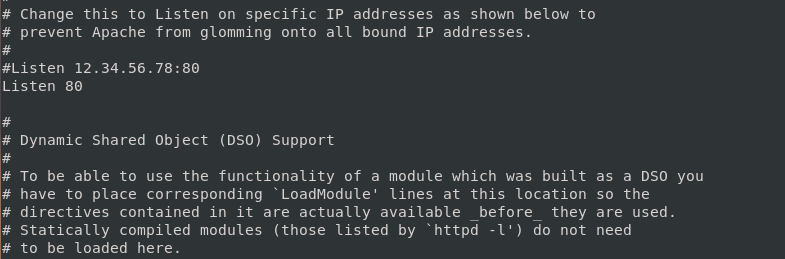 # Change this to Listen on specific IP addresses as shown below to
# prevent Apache from glomming onto all bound IP addresses.
#
#Listen 12.34.56.78:80
Listen 80
#
# Dynamic Shared Object (DSO) Support
#
# To be able to use the functionality of a module which was built as a DSO you
# have to place corresponding `LoadModule' lines at this location so the
# directives contained in it are actually available _before_ they are used.
# Statically compiled modules (those listed by `httpd -l') do not need
# to be loaded here.